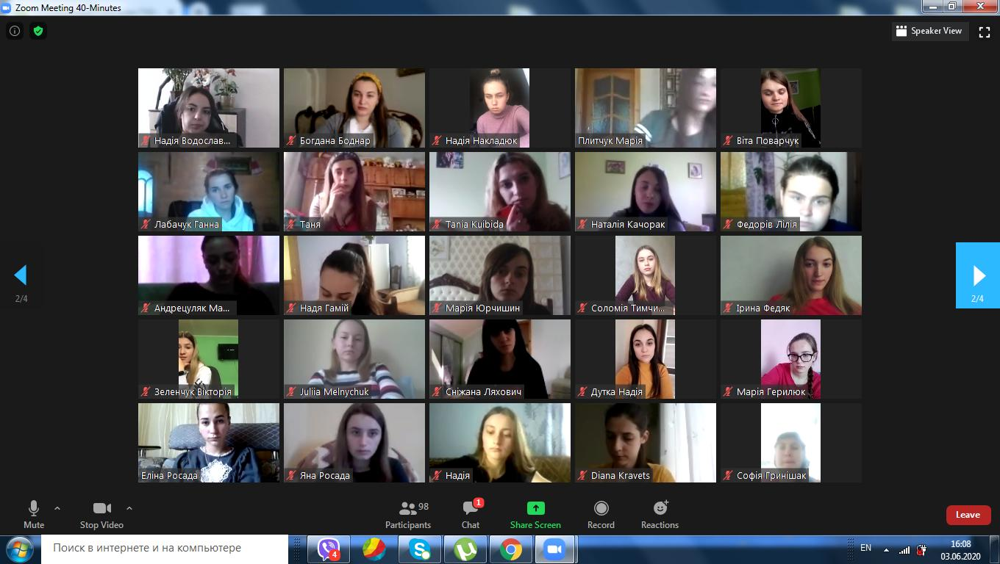 Zoom Meeting 40-Minutes
Speaker View
Надія Водослав...
Богдана Боднар
Надія Накладюк
Плитчук Марія
Віта Поварчук
Лабачук Ганна
Таня
Tania Kuibida
Наталія Качорак
Федорів Лілія
Андрецуляк Ма...
Надя Гамій
Марія Юрчишин
Соломія Тимчи...
Ірина Федяк
2/4
2/4
Зеленчук Вікторія
Juliia Melnychuk
Сніжана Ляхович
Дутка Надія
Марія Герилюк
Еліна Росада
Яна Росада
Надія
Diana Kravets
Софія Гринішак
Mute
Stop Video
98
Participants
1
Chat
Share Screen
Record
Reactions
Leave
Поиск в интернете и на компьютере
4
EN
16:08
03.06.2020